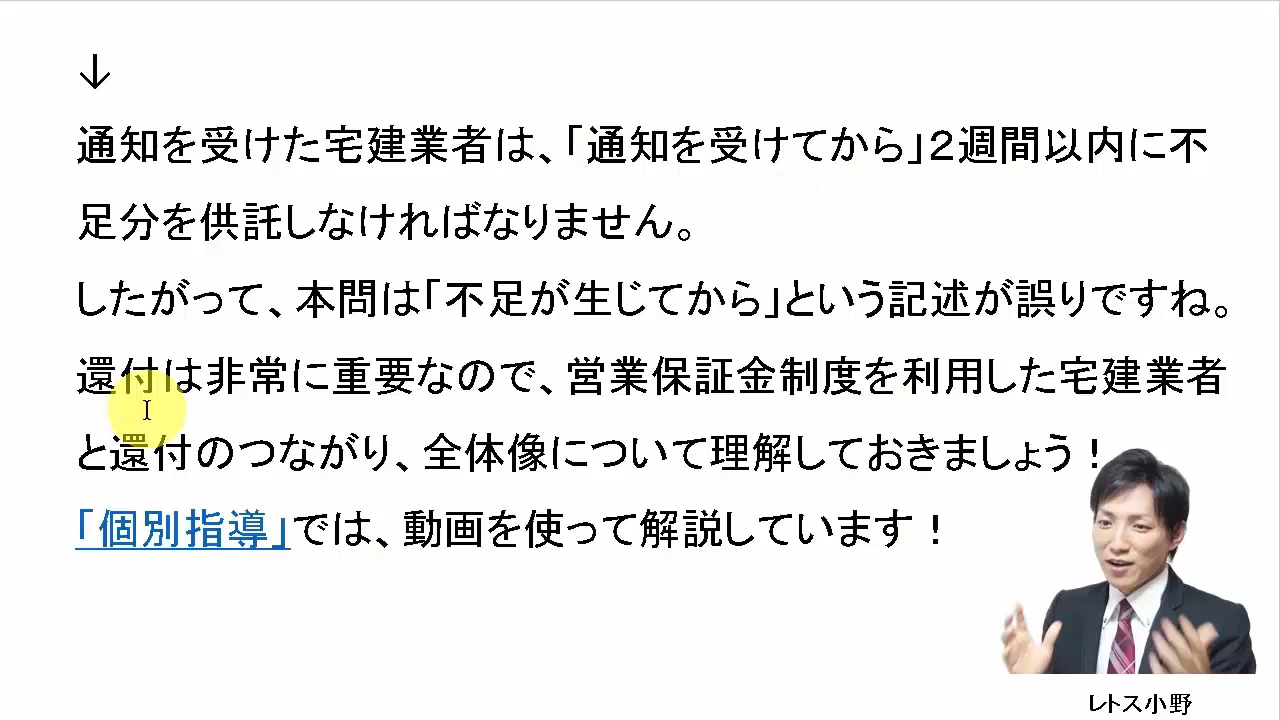 ↓
通知を受けた宅建業者は、「通知を受けてから」２週間以内に不
足分を供託しなければなりません。
したがって、本問は「不足が生じてから」という記述が誤りですね。
還付は非常に重要なので、営業保証金制度を利用した宅建業者
と還付のつながり、全体像について理解しておきましょう！
「個別指導」では、動画を使って解説しています！
レトス小野